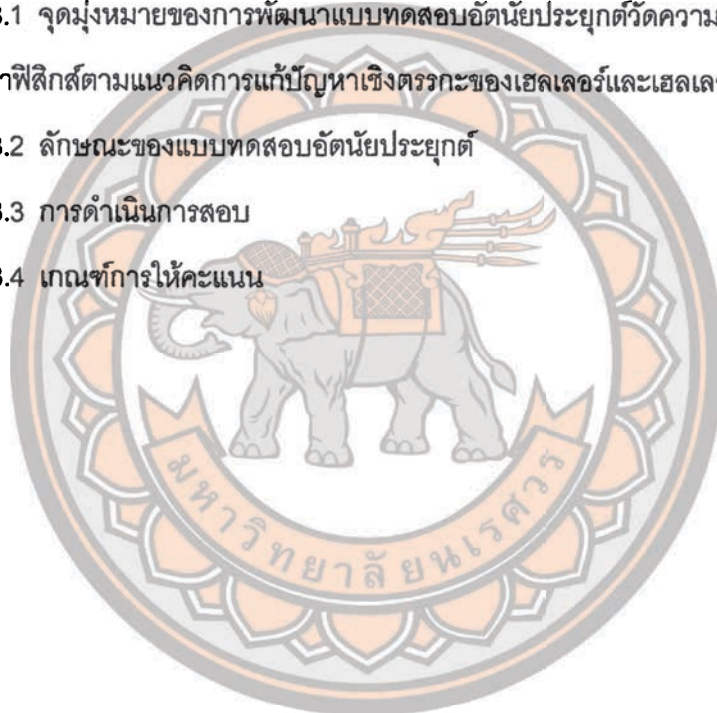 3.1 จุดมุ่งหมายของการพัฒนาแบบทดสอบอัตนัยประยุกต์วัดความ
าฟิสิกส์ตามแนวคิดการแก้ปัญหาเชิงตรรกะของเฮลเลอร์และเฮลเล
3.2 ลักษณะของแบบทดสอบอัตนัยประยุกต์
3.3 การดำเนินการสอบ
3.4 เกณฑ์การให้คะแนน
มหาวิทยาลัยนเรศวร